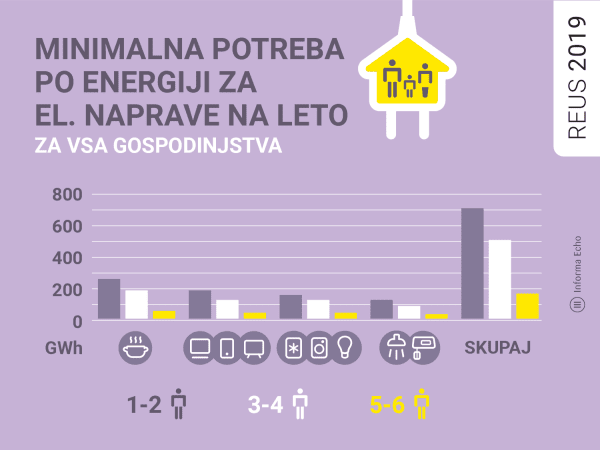 MINIMALNA POTREBA
PO ENERGIJI ZA
EL. NAPRAVE NA LETO
ZA VSA GOSPODINJSTVA
REUS 2019
800
600
400
200
0
GWh
SKUPAJ
Informa Echo
1-2
3-4
5-6